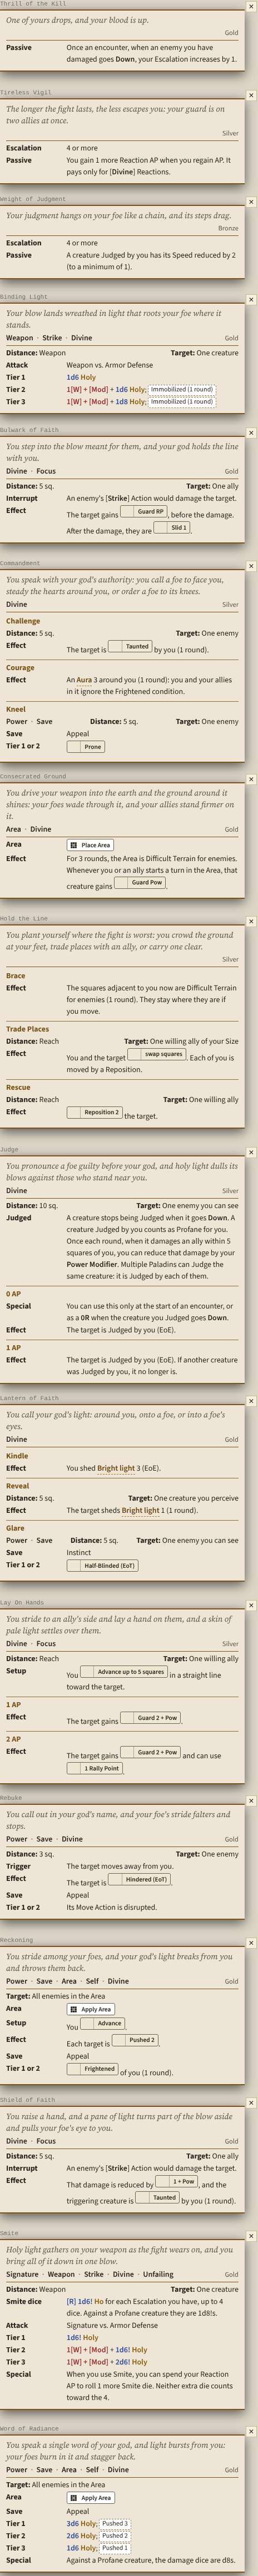 Thrill of the Kill
One of yours drops, and your blood is up.
Gold
Passive Once an encounter, when an enemy you have
damaged goes Down, your Escalation increases by 1.
Tireless Vigil
The longer the fight lasts, the less escapes you: your guard is on
two allies at once.
Silver
Escalation 4 or more
Passive You gain 1 more Reaction AP when you regain AP. It
pays only for [Divine] Reactions.
Weight of Judgment
Your judgment hangs on your foe like a chain, and its steps drag.
Bronze
Escalation 4 or more
Passive A creature Judged by you has its Speed reduced by 2
(to a minimum of 1).
Binding Light
Your blow lands wreathed in light that roots your foe where it
stands.
Weapon · Strike · Divine Gold
Distance: Weapon Target: One creature
Attack Weapon vs. Armor Defense
Tier 1 1d6 Holy
Tier 2 1[W] + [Mod] + 1d6 Holy; Immobilized (1 round)
Tier 3 1[W] + [Mod] + 1d8 Holy; Immobilized (1 round)
Bulwark of Faith
You step into the blow meant for them, and your god holds the line
with you.
Divine · Focus Gold
Distance: 5 sq. Target: One ally
Interrupt An enemy's [Strike] Action would damage the target.
Effect The target gains Guard RP, before the damage.
After the damage, they are Slid 1.
Commandment
You speak with your god's authority: you call a foe to face you,
steady the hearts around you, or order a foe to its knees.
Divine Silver
Challenge
Distance: 5 sq. Target: One enemy
Effect The target is Taunted by you (1 round).
Courage
Effect An Aura 3 around you (1 round): you and your allies
in it ignore the Frightened condition.
Kneel
Power · Save Distance: 5 sq. Target: One enemy
Save Appeal
Tier 1 or 2 Prone
Consecrated Ground
You drive your weapon into the earth and the ground around it
shines: your foes wade through it, and your allies stand firmer on
it.
Area · Divine Gold
Area Place Area
Effect For 3 rounds, the Area is Difficult Terrain for enemies.
Whenever you or an ally starts a turn in the Area, that
creature gains Guard Pow.
Hold the Line
You plant yourself where the fight is worst: you crowd the ground
at your feet, trade places with an ally, or carry one clear.
Silver
Brace
Effect The squares adjacent to you now are Difficult Terrain
for enemies (1 round). They stay where they are if
you move.
Trade Places
Distance: Reach Target: One willing ally of your Size
Effect You and the target swap squares. Each of you is
moved by a Reposition.
Rescue
Distance: Reach Target: One willing ally
Effect Reposition 2 the target.
Judge
You pronounce a foe guilty before your god, and holy light dulls its
blows against those who stand near you.
Divine Silver
Distance: 10 sq. Target: One enemy you can see
Judged A creature stops being Judged when it goes Down. A
creature Judged by you counts as Profane for you.
Once each round, when it damages an ally within 5
squares of you, you can reduce that damage by your
Power Modifier. Multiple Paladins can Judge the
same creature: it is Judged by each of them.
0 AP
Special You can use this only at the start of an encounter, or
as a 0R when the creature you Judged goes Down.
Effect The target is Judged by you (EoE).
1 AP
Effect The target is Judged by you (EoE). If another creature
was Judged by you, it no longer is.
Lantern of Faith
You call your god's light: around you, onto a foe, or into a foe's
eyes.
Divine Gold
Kindle
Effect You shed Bright light 3 (EoE).
Reveal
Distance: 5 sq. Target: One creature you perceive
Effect The target sheds Bright light 1 (1 round).
Glare
Power · Save Distance: 5 sq. Target: One enemy you can see
Save Instinct
Tier 1 or 2 Half-Blinded (EoT)
Lay On Hands
You stride to an ally's side and lay a hand on them, and a skin of
pale light settles over them.
Divine · Focus Silver
Distance: Reach Target: One willing ally
Setup You Advance up to 5 squares in a straight line
toward the target.
1 AP
Effect The target gains Guard 2 + Pow.
2 AP
Effect The target gains Guard 2 + Pow and can use
1 Rally Point.
Rebuke
You call out in your god's name, and your foe's stride falters and
stops.
Power · Save · Divine Gold
Distance: 3 sq. Target: One enemy
Trigger The target moves away from you.
Effect The target is Hindered (EoT).
Save Appeal
Tier 1 or 2 Its Move Action is disrupted.
Reckoning
You stride among your foes, and your god's light breaks from you
and throws them back.
Power · Save · Area · Self · Divine Gold
Target: All enemies in the Area
Area Apply Area
Setup You Advance.
Effect Each target is Pushed 2.
Save Appeal
Tier 1 or 2 Frightened of you (1 round).
Shield of Faith
You raise a hand, and a pane of light turns part of the blow aside
and pulls your foe's eye to you.
Divine · Focus Gold
Distance: 5 sq. Target: One ally
Interrupt An enemy's [Strike] Action would damage the target.
Effect That damage is reduced by 1 + Pow, and the
triggering creature is Taunted by you (1 round).
Smite
Holy light gathers on your weapon as the fight wears on, and you
bring all of it down in one blow.
Signature · Weapon · Strike · Divine · Unfailing Gold
Distance: Weapon Target: One creature
Smite dice [R] 1d6! Ho for each Escalation you have, up to 4
dice. Against a Profane creature they are 1d8!s.
Attack Signature vs. Armor Defense
Tier 1 1d6! Holy
Tier 2 1[W] + [Mod] + 1d6! Holy
Tier 3 1[W] + [Mod] + 2d6! Holy
Special When you use Smite, you can spend your Reaction
AP to roll 1 more Smite die. Neither extra die counts
toward the 4.
Word of Radiance
You speak a single word of your god, and light bursts from you:
your foes burn in it and stagger back.
Power · Save · Area · Self · Divine Gold
Target: All enemies in the Area
Area Apply Area
Save Appeal
Tier 1 3d6 Holy; Pushed 3
Tier 2 2d6 Holy; Pushed 2
Tier 3 1d6 Holy; Pushed 1
Special Against a Profane creature, the damage dice are d8s.